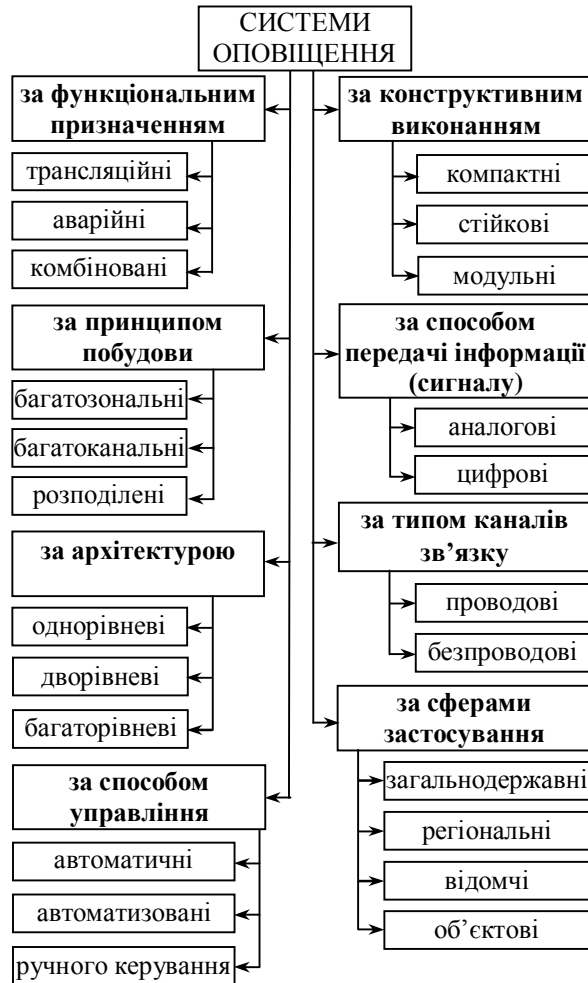 СИСТЕМИ
ОПОВІЩЕННЯ
за функціональним
призначенням
трансляційні
аварійні
комбіновані
за принципом
побудови
багатозональні
багатоканальні
розподілені
за архітектурою
однорівневі
дворівневі
багаторівневі
за способом
управління
автоматичні
автоматизовані
ручного керування
за конструктивним
виконанням
компактні
стійкові
модульні
за способом
передачі інформації
(сигналу)
аналогові
цифрові
за типом каналів
зв’язку
проводові
безпроводові
за сферами
застосування
загальнодержавні
регіональні
відомчі
об’єктові